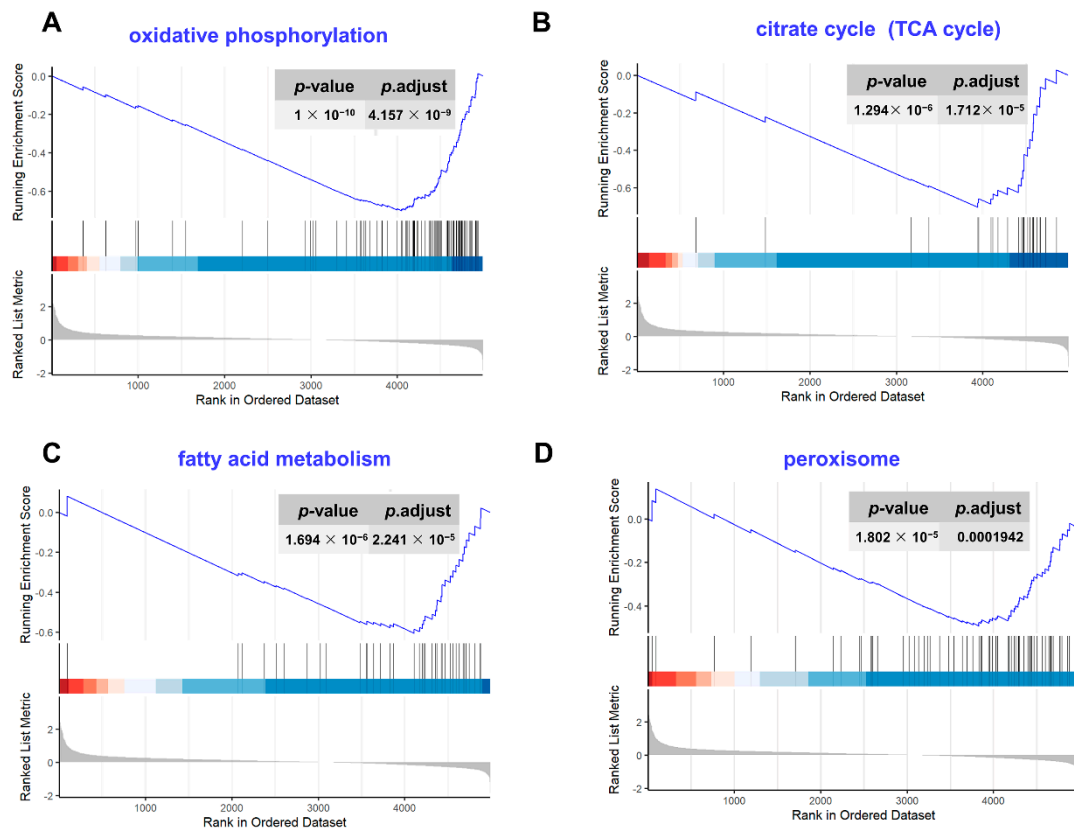 A
oxidative phosphorylation
Running Enrichment Score
0.0
-0.2
-0.4
-0.6
p-value p.adjust
1 × 10⁻¹⁰ 4.157 × 10⁻⁹
Ranked List Metric
2
0
-2
1000 2000 3000 4000
Rank in Ordered Dataset
B
citrate cycle (TCA cycle)
Running Enrichment Score
0.0
-0.2
-0.4
-0.6
p-value p.adjust
1.294× 10⁻⁶ 1.712× 10⁻⁵
Ranked List Metric
2
0
-2
1000 2000 3000 4000
Rank in Ordered Dataset
C
fatty acid metabolism
Running Enrichment Score
0.0
-0.2
-0.4
-0.6
p-value p.adjust
1.694 × 10⁻⁶ 2.241 × 10⁻⁵
Ranked List Metric
2
0
-2
1000 2000 3000 4000
Rank in Ordered Dataset
D
peroxisome
Running Enrichment Score
0.0
-0.2
-0.4
p-value p.adjust
1.802 × 10⁻⁵ 0.0001942
Ranked List Metric
2
0
-2
1000 2000 3000 4000
Rank in Ordered Dataset